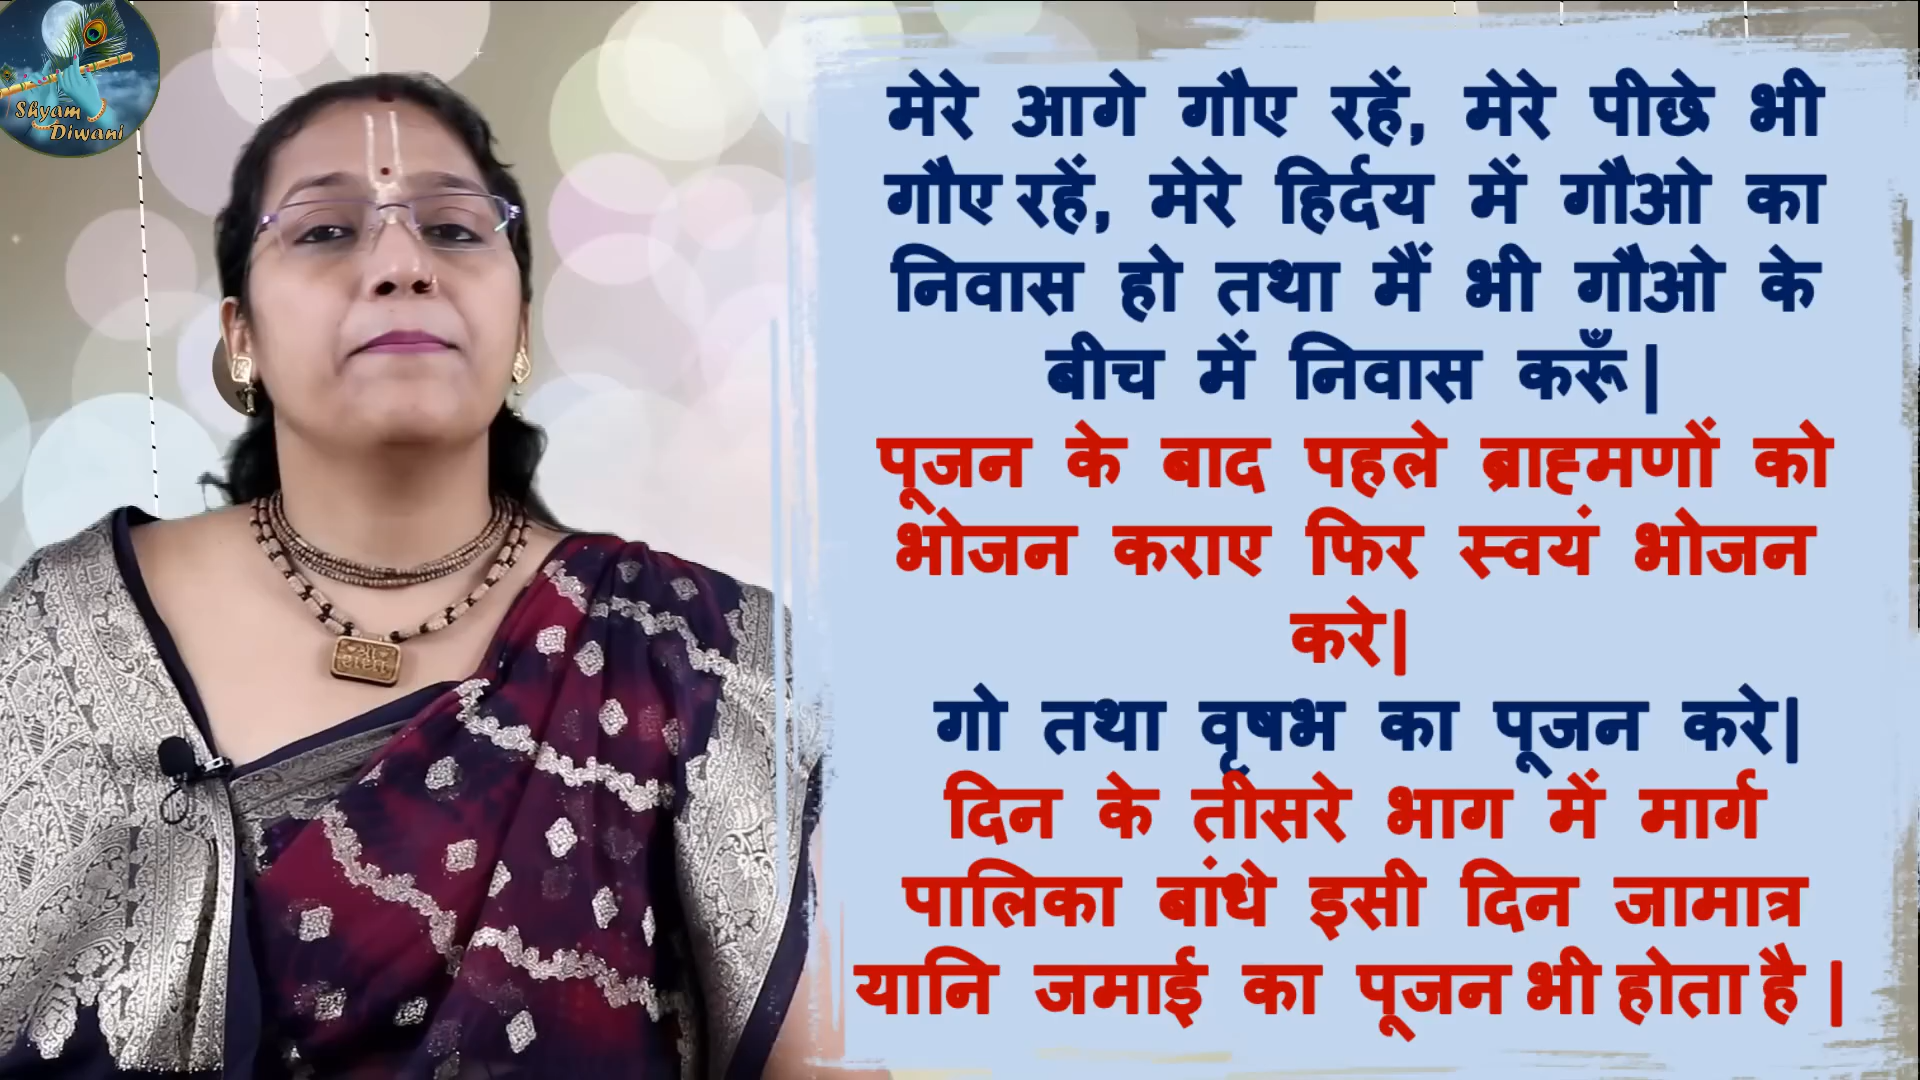 Shyam
Diwani
मेरे आगे गौए रहें, मेरे पीछे भी
गौए रहें, मेरे हिर्दय में गौओ का
निवास हो तथा मैं भी गौओ के
बीच में निवास करूँ|
पूजन के बाद पहले ब्राह्मणों को
भोजन कराए फिर स्वयं भोजन
करे|
गो तथा वृषभ का पूजन करे|
दिन के तीसरे भाग में मार्ग
पालिका बांधे इसी दिन जामात्र
यानि जमाई का पूजन भी होता है |